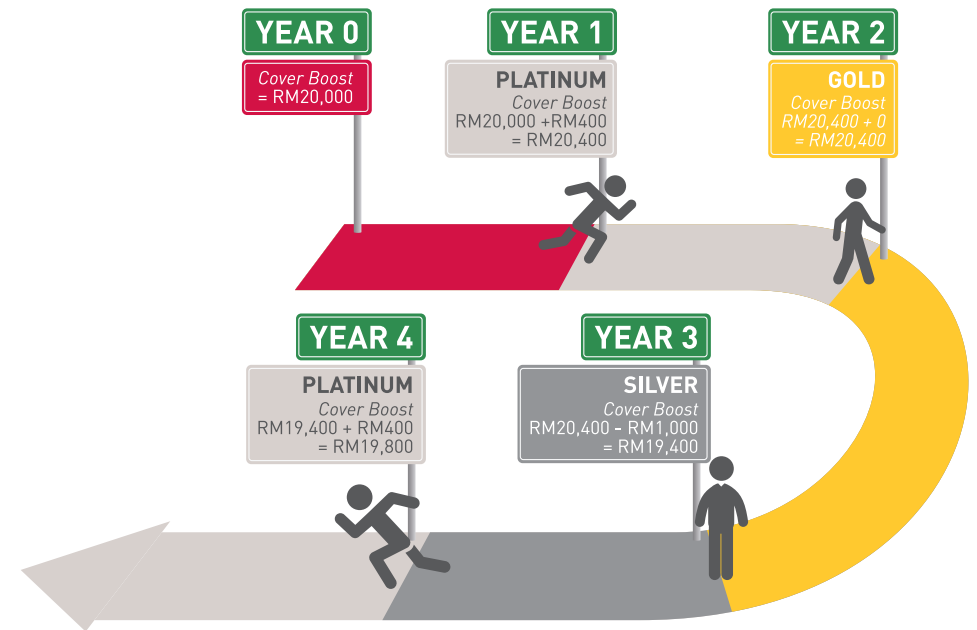 YEAR 0
Cover Boost
= RM20,000
YEAR 1
PLATINUM
Cover Boost
RM20,000 +RM400
= RM20,400
YEAR 2
GOLD
Cover Boost
RM20,400 + 0
= RM20,400
YEAR 4
PLATINUM
Cover Boost
RM19,400 + RM400
= RM19,800
YEAR 3
SILVER
Cover Boost
RM20,400 - RM1,000
= RM19,400